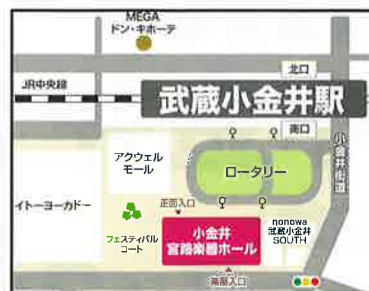 MEGA
ドン・キホーテ
北口
JR中央線
武蔵小金井駅
南口
小金井街道
アクウェル
モール
ロータリー
イトーヨーカドー
正面入口
フェスティバル
コート
小金井
宮路楽器ホール
nonowa
武蔵小金井
SOUTH
楽屋入口